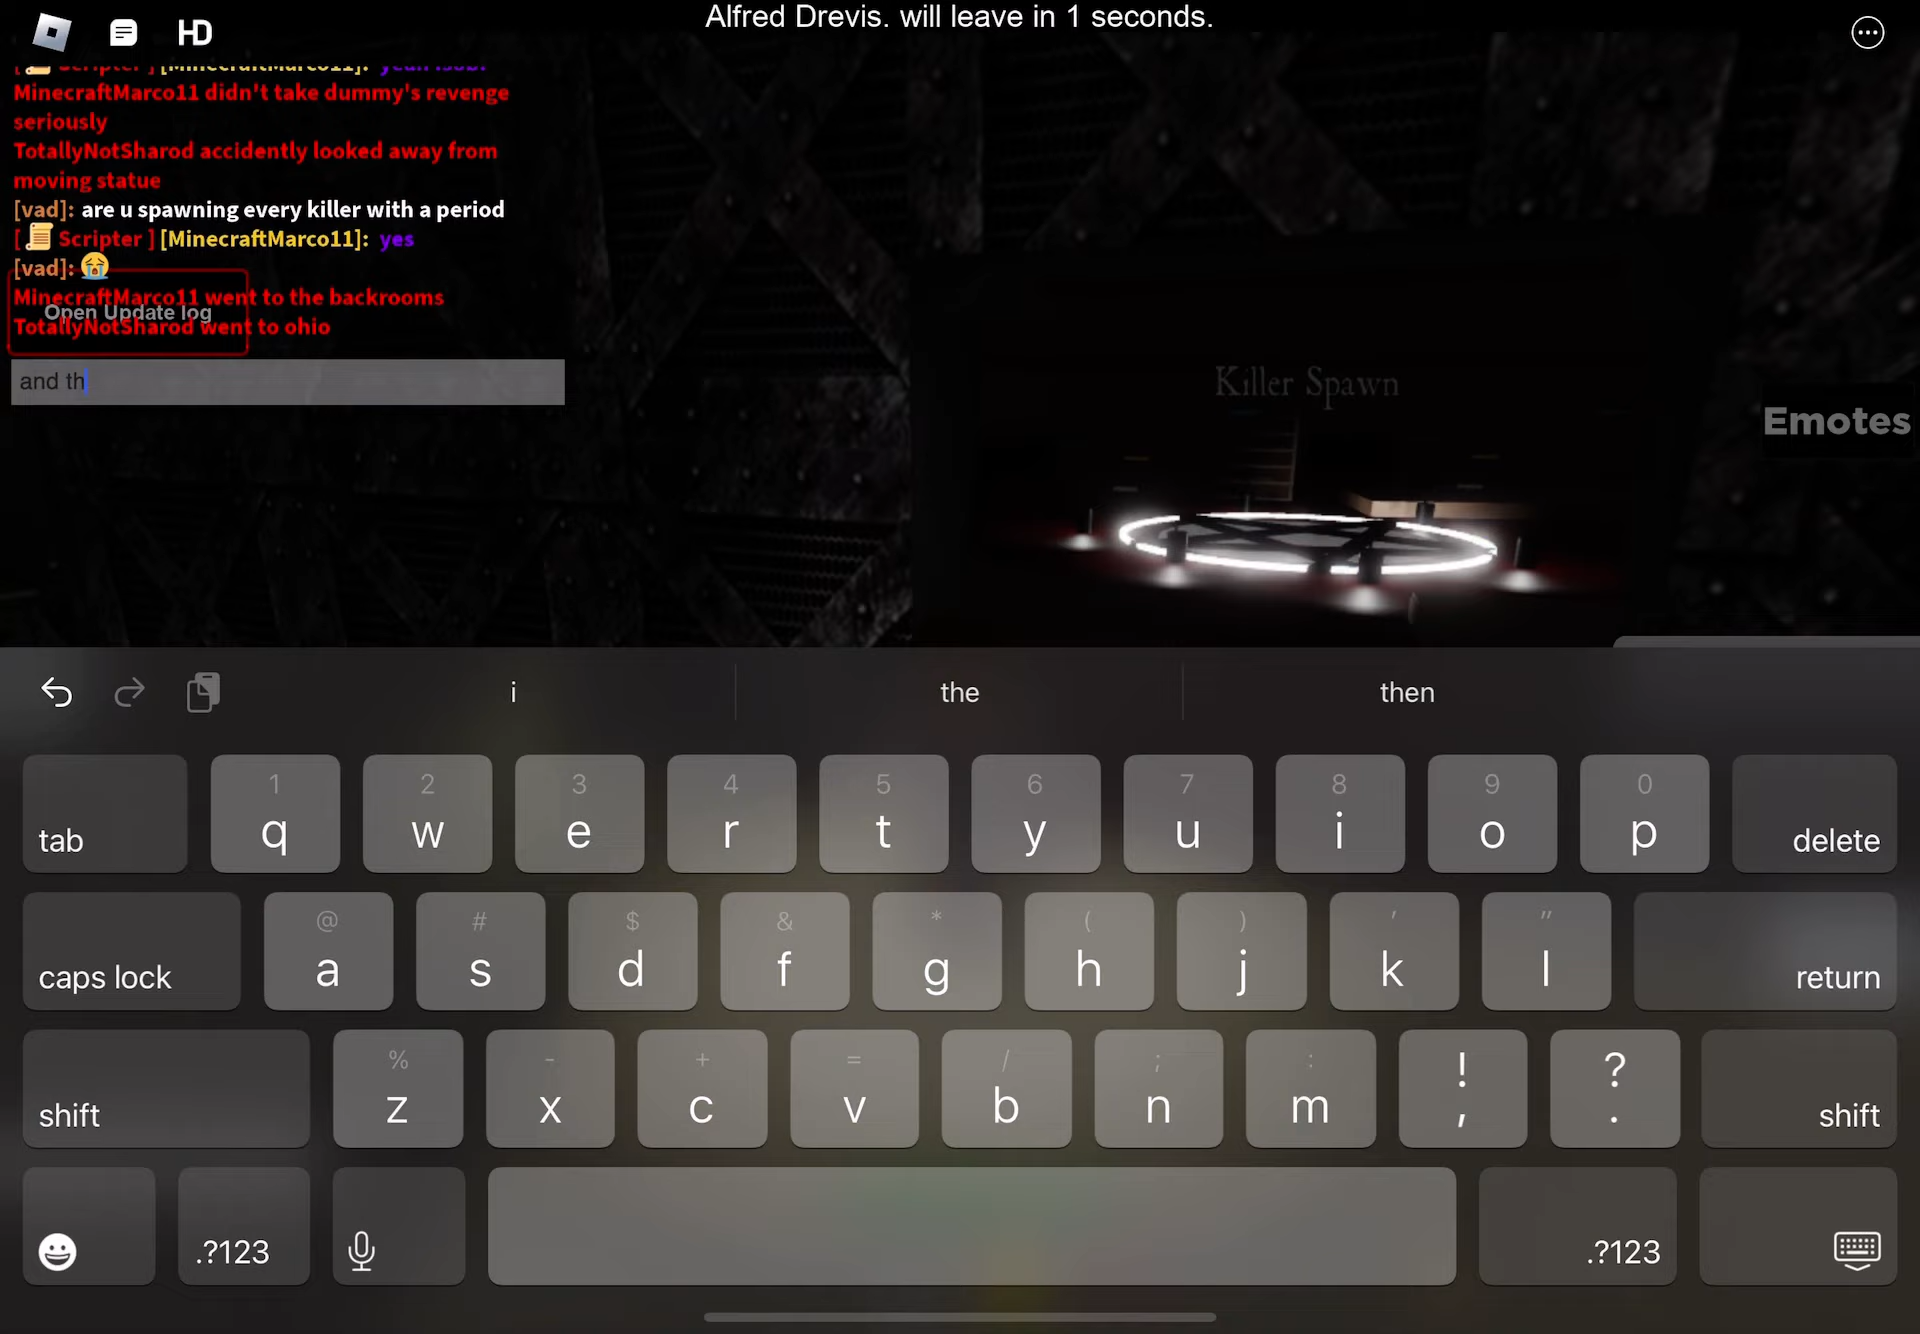 HD
Alfred Drevis. will leave in 1 seconds.
[ Scripter ] [MinecraftMarco11]:
MinecraftMarco11 didn't take dummy's revenge
seriously
TotallyNotSharod accidently looked away from
moving statue
[vad]: are u spawning every killer with a period
[ Scripter ] [MinecraftMarco11]: yes
[vad]: 😭
MinecraftMarco11 went to the backrooms
Open Update log
TotallyNotSharod went to ohio
and th
Killer Spawn
Emotes
i the then
1 2 3 4 5 6 7 8 9 0
tab q w e r t y u i o p delete
@ # $ & * ( ) ' "
caps lock a s d f g h j k l return
% - + = / ; : ! ?
shift z x c v b n m , . shift
.?123 .?123